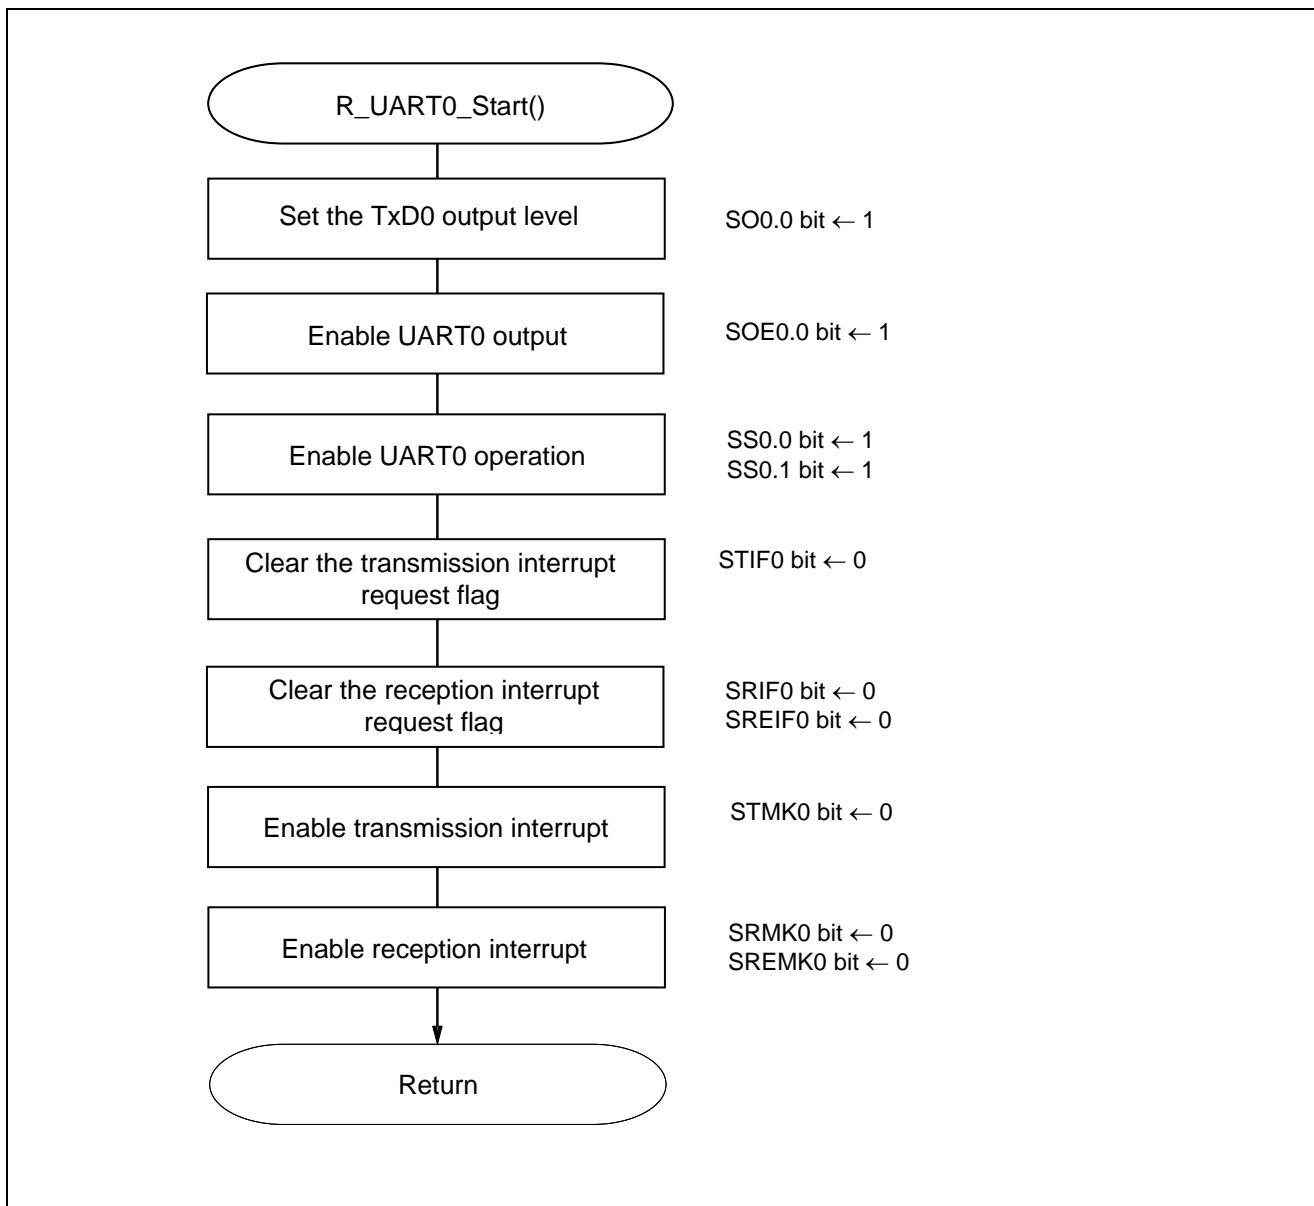 R_UART0_Start()
Set the TxD0 output level
SO0.0 bit ← 1
Enable UART0 output
SOE0.0 bit ← 1
Enable UART0 operation
SS0.0 bit ← 1
SS0.1 bit ← 1
Clear the transmission interrupt
request flag
STIF0 bit ← 0
Clear the reception interrupt
request flag
SRIF0 bit ← 0
SREIF0 bit ← 0
Enable transmission interrupt
STMK0 bit ← 0
Enable reception interrupt
SRMK0 bit ← 0
SREMK0 bit ← 0
Return